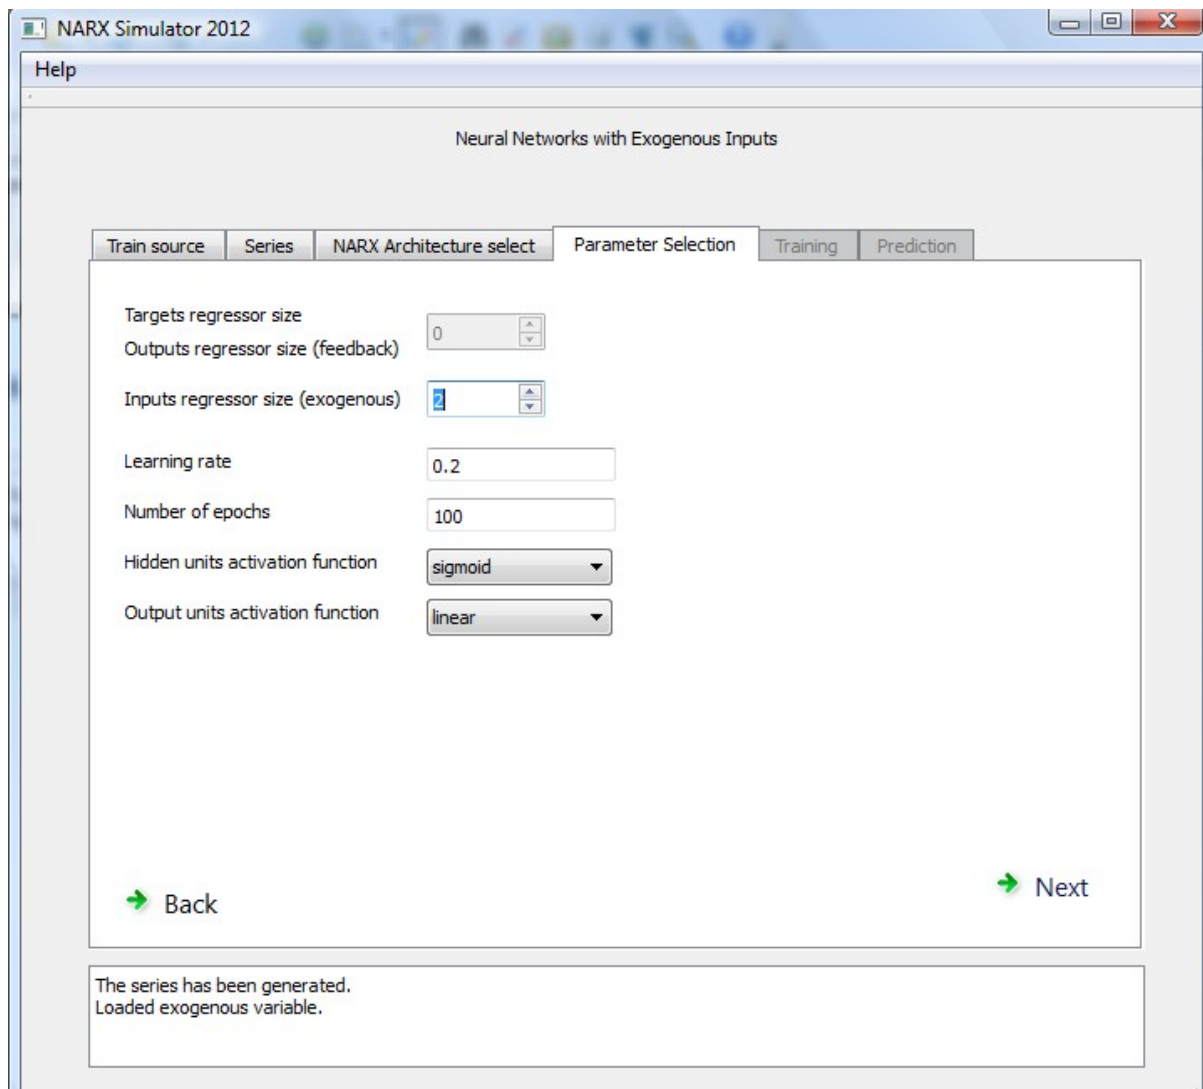 NARX Simulator 2012
Help
Neural Networks with Exogenous Inputs
Train source Series NARX Architecture select Parameter Selection Training Prediction
Targets regressor size
0
Outputs regressor size (feedback)
Inputs regressor size (exogenous) 2
Learning rate 0.2
Number of epochs 100
Hidden units activation function sigmoid
Output units activation function linear
Back
Next
The series has been generated.
Loaded exogenous variable.